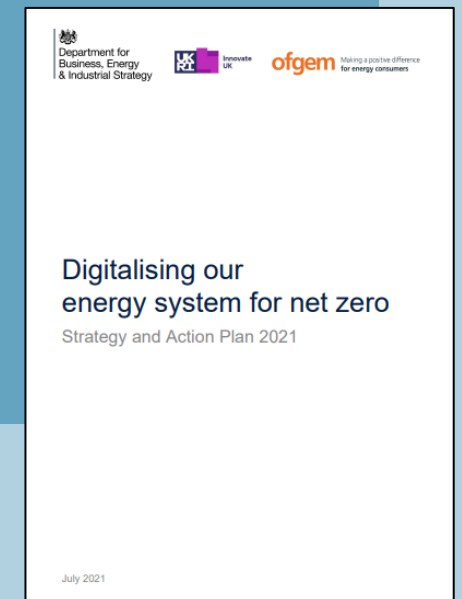 Department for
Business, Energy
& Industrial Strategy
UK
RI
Innovate
UK
ofgem
Making a positive difference
for energy consumers
Digitalising our
energy system for net zero
Strategy and Action Plan 2021
July 2021